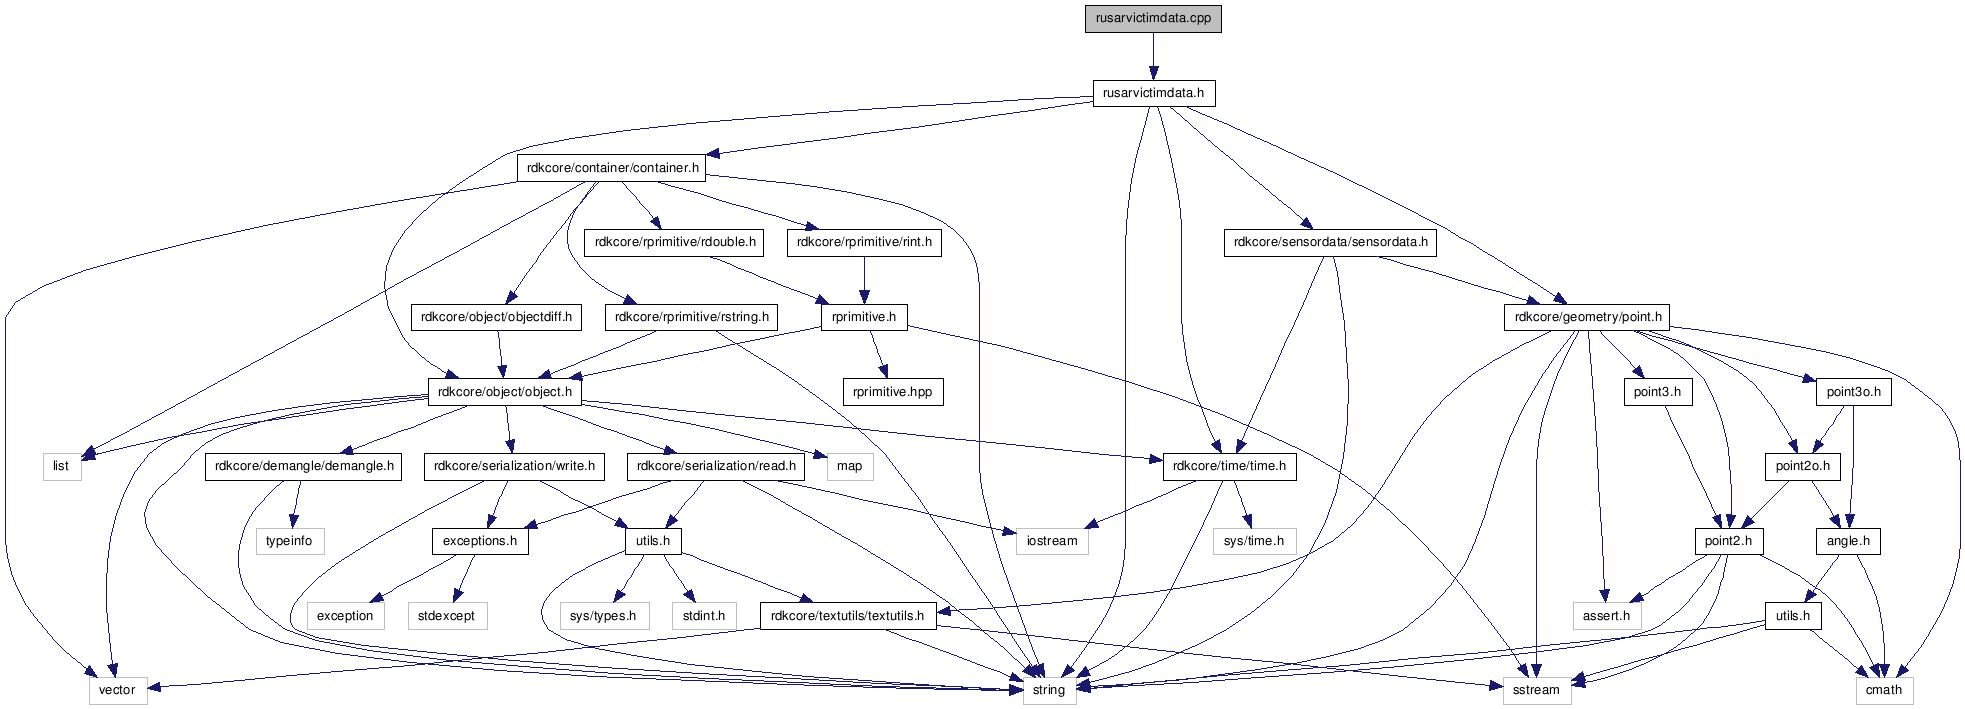 rusarvictimdata.cpp
rusarvictimdata.h
rdkcore/container/container.h
rdkcore/rprimitive/rdouble.h
rdkcore/rprimitive/rint.h
rdkcore/sensordata/sensordata.h
rdkcore/object/objectdiff.h
rdkcore/rprimitive/rstring.h
rprimitive.h
rdkcore/geometry/point.h
rdkcore/object/object.h
rprimitive.hpp
point3.h
point3o.h
list
rdkcore/demangle/demangle.h
rdkcore/serialization/write.h
rdkcore/serialization/read.h
map
rdkcore/time/time.h
point2o.h
typeinfo
exceptions.h
utils.h
iostream
sys/time.h
point2.h
angle.h
exception
stdexcept
sys/types.h
stdint.h
rdkcore/textutils/textutils.h
assert.h
utils.h
vector
string
sstream
cmath